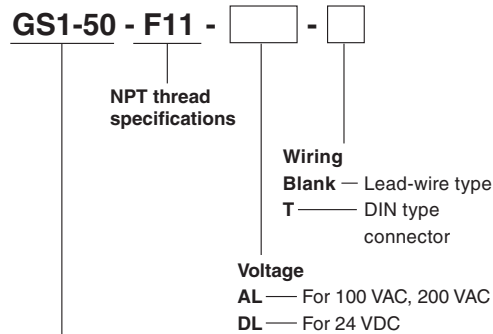 GS1-50 - F11 - -
NPT thread
specifications
Wiring
Blank — Lead-wire type
T — DIN type
connector
Voltage
AL — For 100 VAC, 200 VAC
DL — For 24 VDC